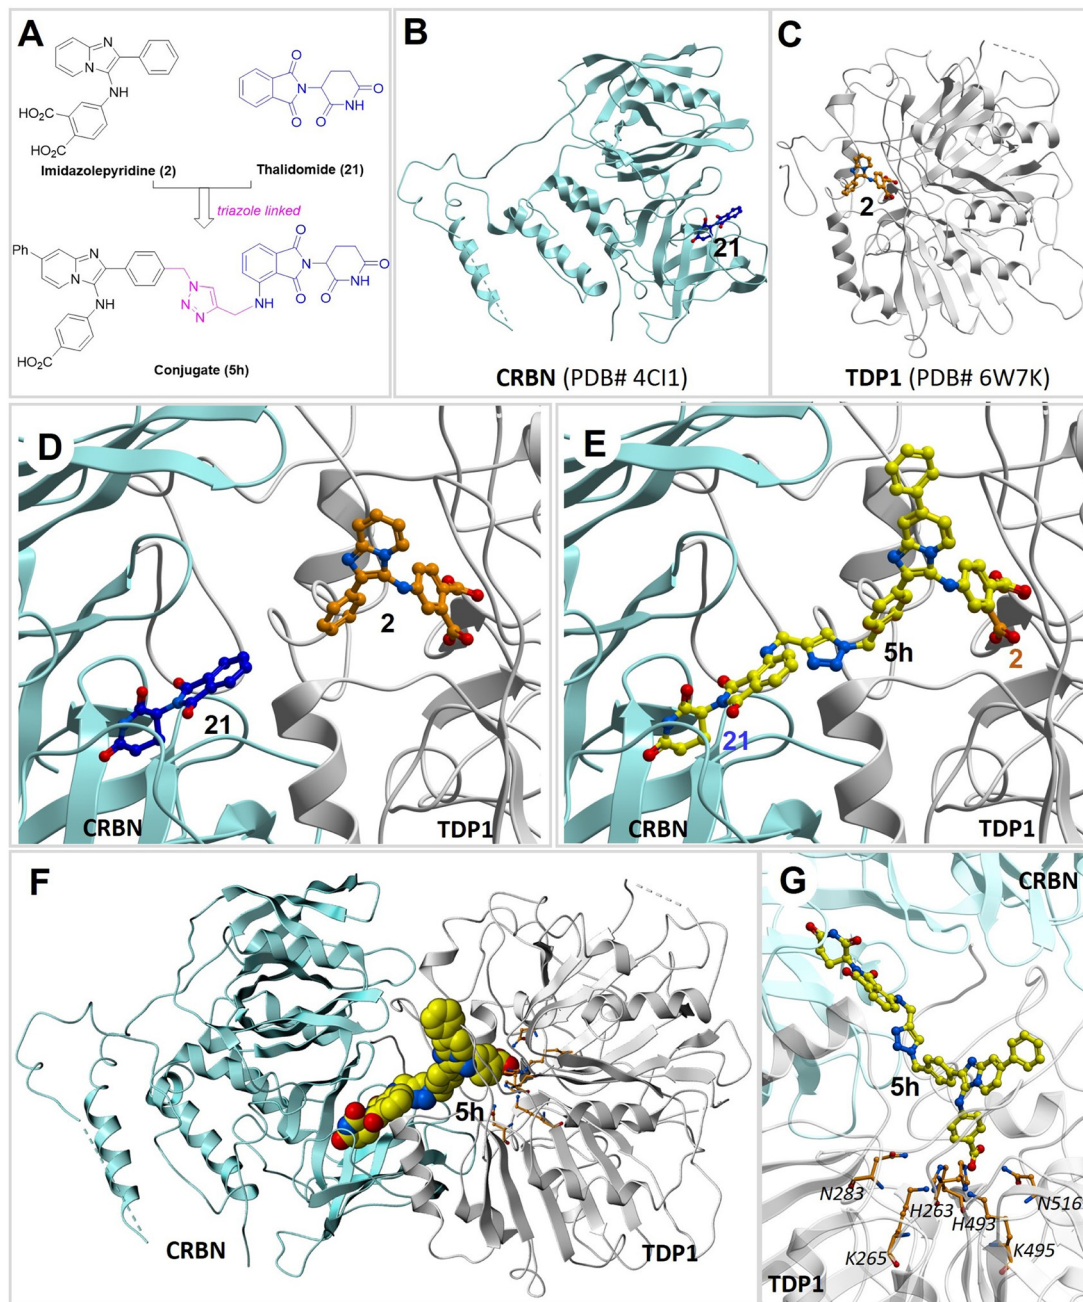 A
N
N
NH
HO₂C
HO₂C
Imidazolepyridine (2)
O
O
N
NH
O
O
Thalidomide (21)
triazole linked
Ph
N
N
NH
HO₂C
N
N
N
NH
O
O
N
NH
O
O
Conjugate (5h)
B
21
CRBN (PDB# 4CI1)
C
2
TDP1 (PDB# 6W7K)
D
2
21
CRBN
TDP1
E
5h
2
21
CRBN
TDP1
F
5h
CRBN
TDP1
G
CRBN
5h
N283
H263
H493
N516
K265
K495
TDP1